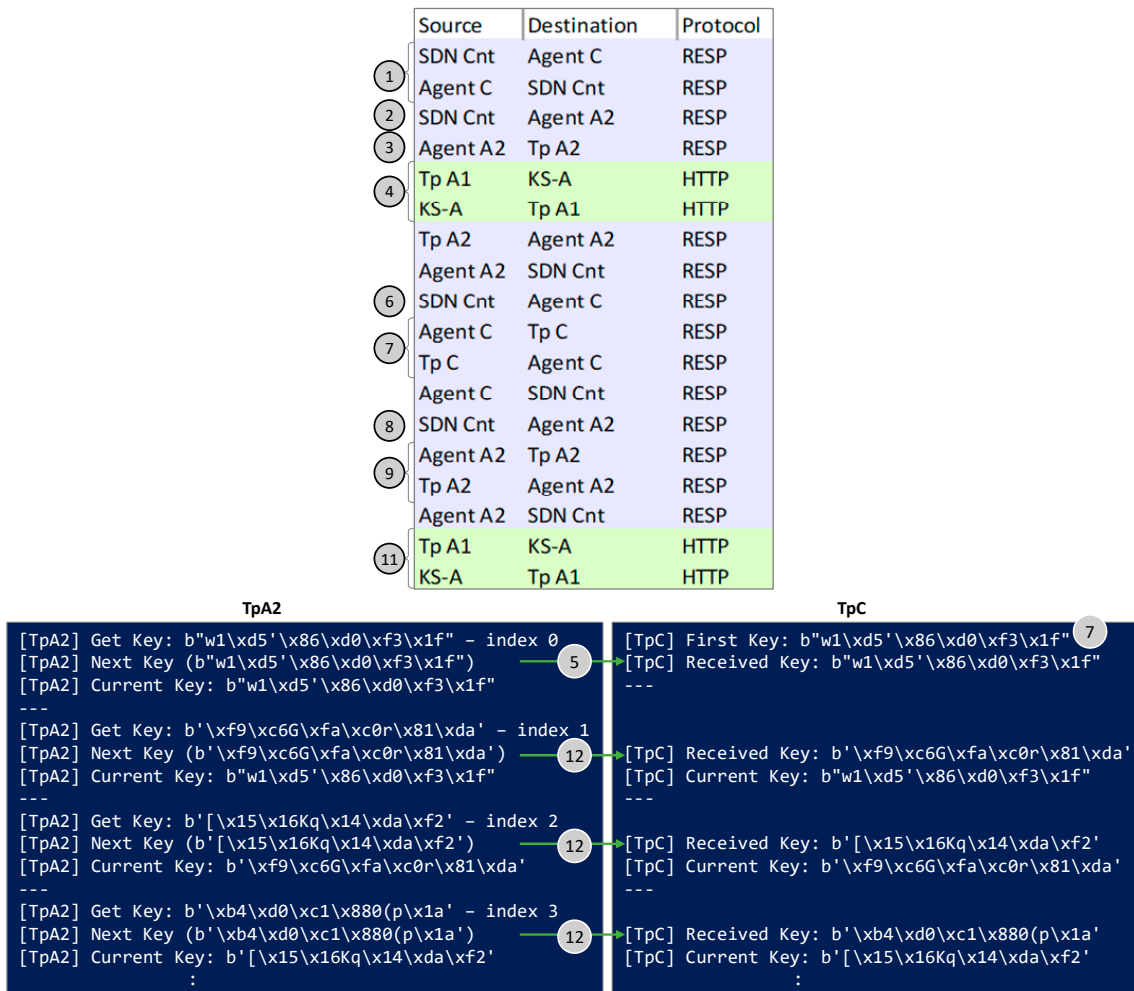 Source Destination Protocol
SDN Cnt Agent C RESP
1
Agent C SDN Cnt RESP
2 SDN Cnt Agent A2 RESP
3 Agent A2 Tp A2 RESP
Tp A1 KS-A HTTP
4
KS-A Tp A1 HTTP
Tp A2 Agent A2 RESP
Agent A2 SDN Cnt RESP
6 SDN Cnt Agent C RESP
Agent C Tp C RESP
7
Tp C Agent C RESP
Agent C SDN Cnt RESP
8 SDN Cnt Agent A2 RESP
Agent A2 Tp A2 RESP
9
Tp A2 Agent A2 RESP
Agent A2 SDN Cnt RESP
Tp A1 KS-A HTTP
11
KS-A Tp A1 HTTP
TpA2
[TpA2] Get Key: b"w1\xd5'\x86\xd0\xf3\x1f" – index 0
[TpA2] Next Key (b"w1\xd5'\x86\xd0\xf3\x1f")
5
[TpA2] Current Key: b"w1\xd5'\x86\xd0\xf3\x1f"
---
[TpA2] Get Key: b'\xf9\xc6G\xfa\xc0r\x81\xda' – index 1
[TpA2] Next Key (b'\xf9\xc6G\xfa\xc0r\x81\xda')
12
[TpA2] Current Key: b"w1\xd5'\x86\xd0\xf3\x1f"
---
[TpA2] Get Key: b'[\x15\x16Kq\x14\xda\xf2' – index 2
[TpA2] Next Key (b'[\x15\x16Kq\x14\xda\xf2')
12
[TpA2] Current Key: b'\xf9\xc6G\xfa\xc0r\x81\xda'
---
[TpA2] Get Key: b'\xb4\xd0\xc1\x880(p\x1a' – index 3
[TpA2] Next Key (b'\xb4\xd0\xc1\x880(p\x1a')
12
[TpA2] Current Key: b'[\x15\x16Kq\x14\xda\xf2'
:
TpC
[TpC] First Key: b"w1\xd5'\x86\xd0\xf3\x1f"
7
[TpC] Received Key: b"w1\xd5'\x86\xd0\xf3\x1f"
---
[TpC] Received Key: b'\xf9\xc6G\xfa\xc0r\x81\xda'
[TpC] Current Key: b"w1\xd5'\x86\xd0\xf3\x1f"
---
[TpC] Received Key: b'[\x15\x16Kq\x14\xda\xf2'
[TpC] Current Key: b'\xf9\xc6G\xfa\xc0r\x81\xda'
---
[TpC] Received Key: b'\xb4\xd0\xc1\x880(p\x1a'
[TpC] Current Key: b'[\x15\x16Kq\x14\xda\xf2'
: